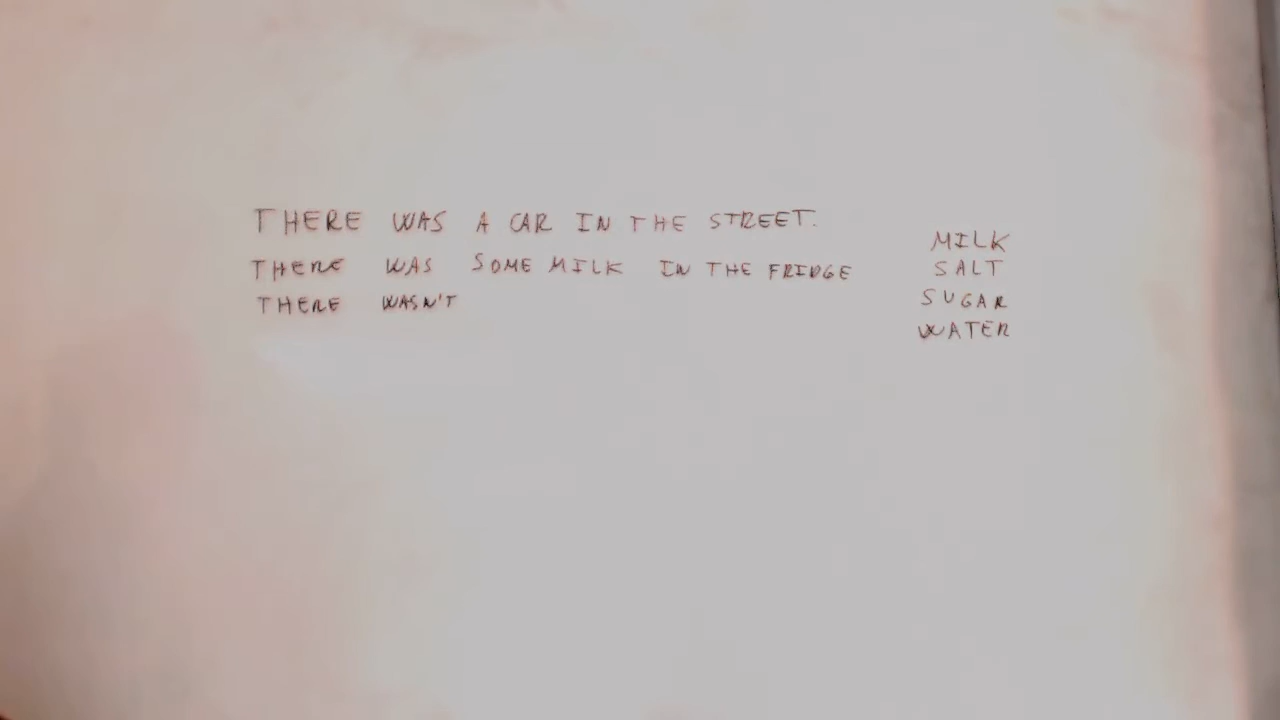 THERE WAS A CAR IN THE STREET.
THERE WAS SOME MILK IN THE FRIDGE
THERE WASN'T
MILK
SALT
SUGAR
WATER